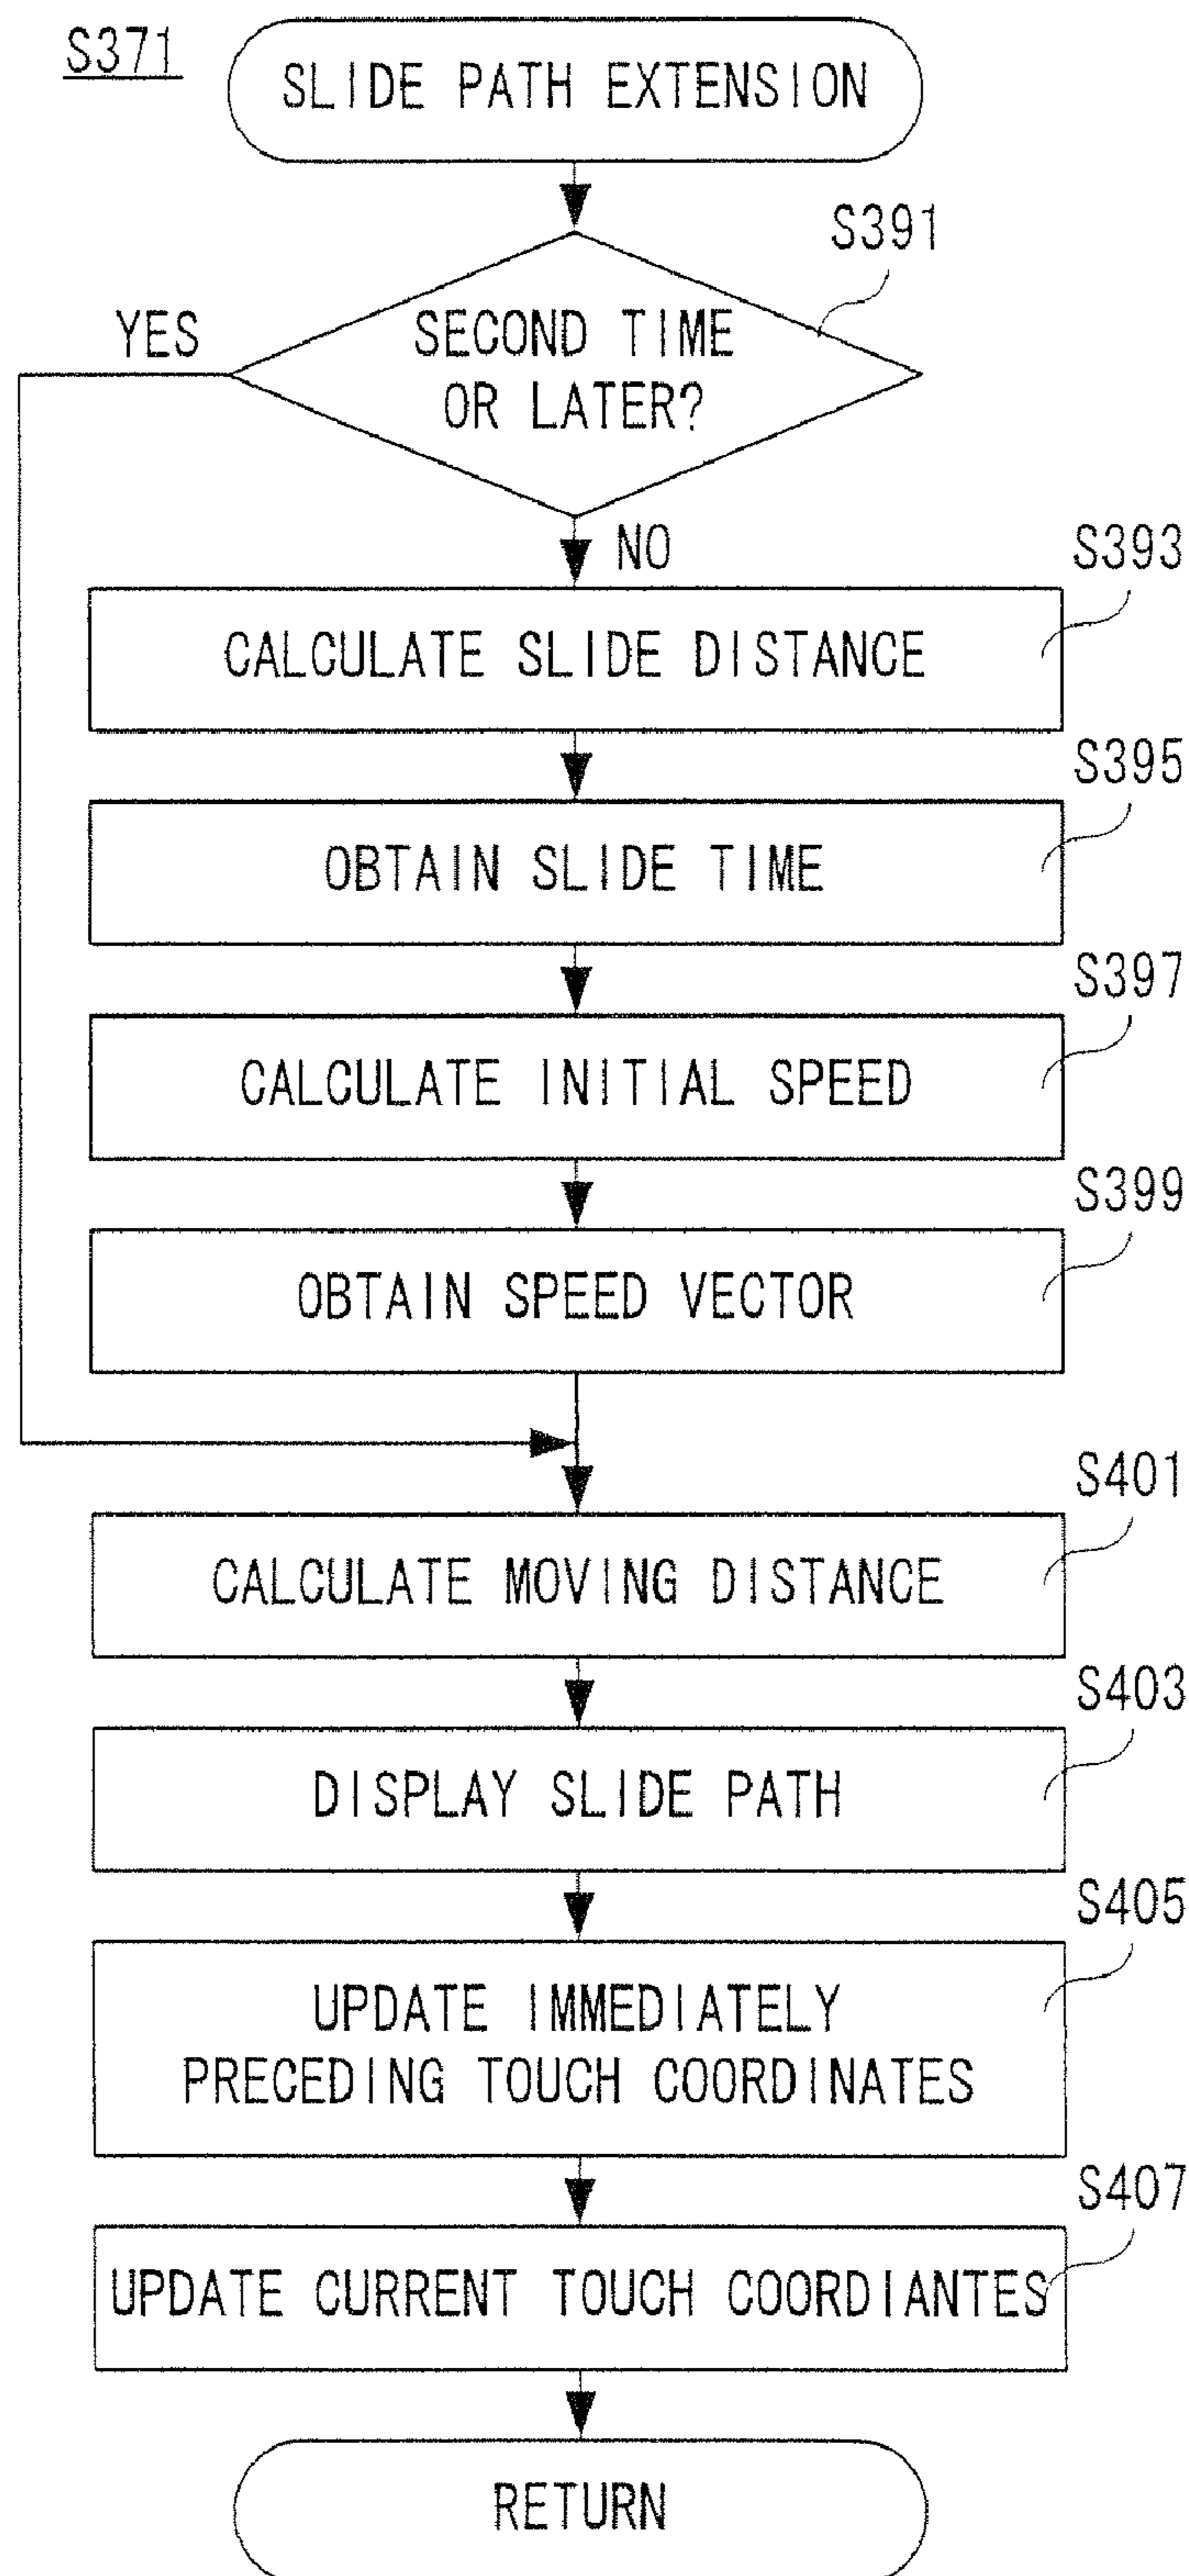 S371
SLIDE PATH EXTENSION
S391
YES
SECOND TIME
OR LATER?
NO
S393
CALCULATE SLIDE DISTANCE
S395
OBTAIN SLIDE TIME
S397
CALCULATE INITIAL SPEED
S399
OBTAIN SPEED VECTOR
S401
CALCULATE MOVING DISTANCE
S403
DISPLAY SLIDE PATH
S405
UPDATE IMMEDIATELY
PRECEDING TOUCH COORDINATES
S407
UPDATE CURRENT TOUCH COORDIANTES
RETURN